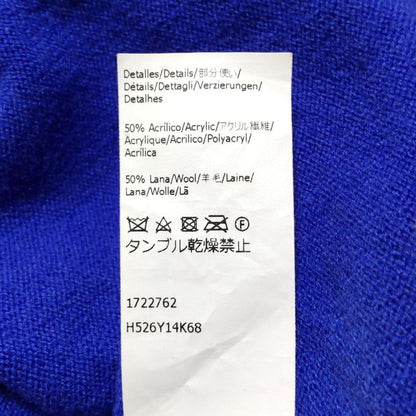 Detalles/Details/部分使い/
Détails/Dettagli/Verzierungen/
Detalhes
50% Acrílico/Acrylic/アクリル繊維/
Acrylique/Acrilico/Polyacryl/
Acrílica
50% Lana/Wool/羊毛/Laine/
Lana/Wolle/Lã
F
タンブル乾燥禁止
1722762
H526Y14K68